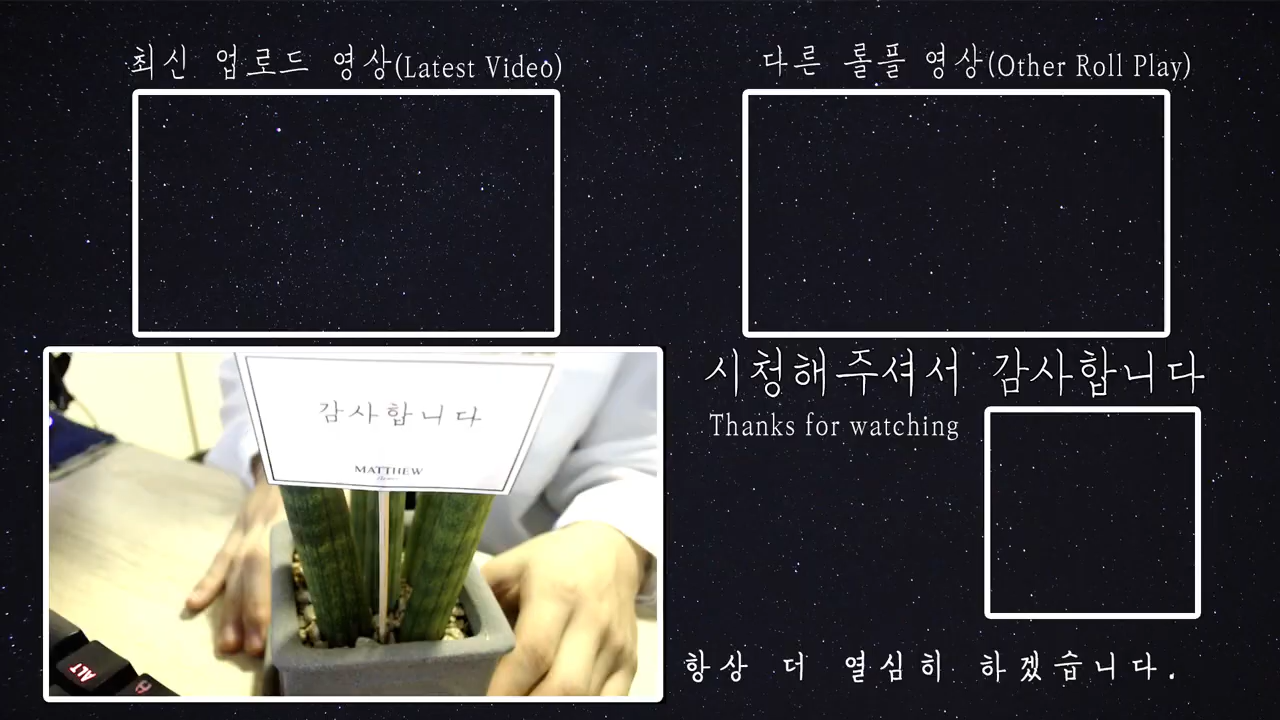 최신 업로드 영상(Latest Video)
다른 롤플 영상(Other Roll Play)
감사합니다
MATTHEW
ALT
시청해주셔서 감사합니다
Thanks for watching
항상 더 열심히 하겠습니다.